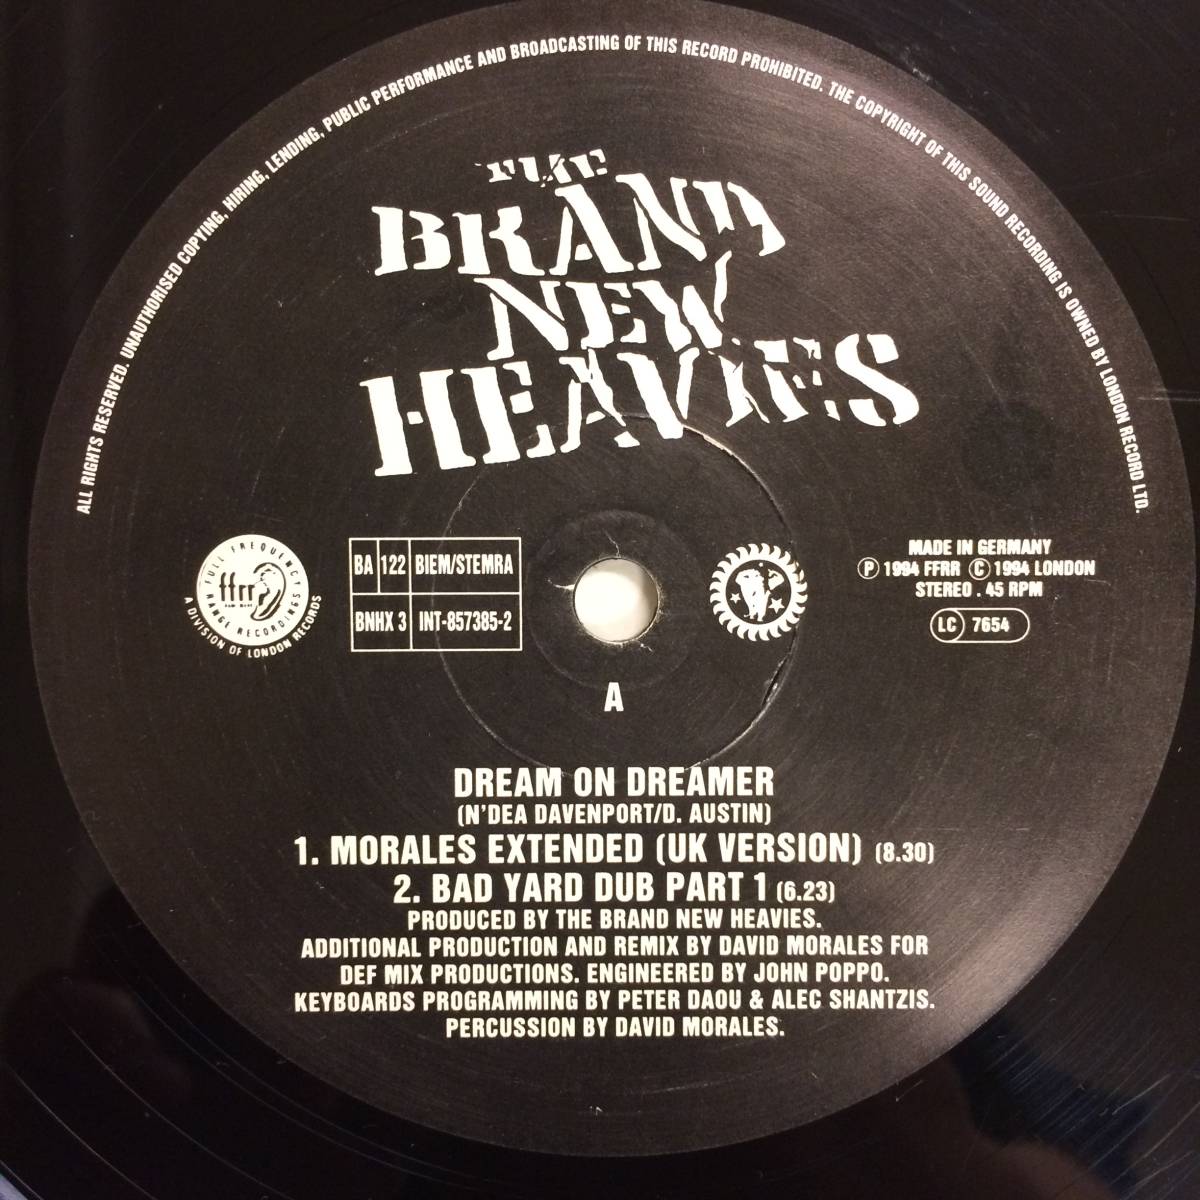 ALL RIGHTS RESERVED. UNAUTHORISED COPYING, HIRING, LENDING, PUBLIC PERFORMANCE AND BROADCASTING OF THIS RECORD PROHIBITED. THE COPYRIGHT OF THIS SOUND RECORDING IS OWNED BY LONDON RECORD LTD.
THE
BRAND
NEW
HEAVIES
FULL FREQUENCY
ffrr
RANGE RECORDINGS
A DIVISION OF LONDON RECORDS
BA 122 BIEM/STEMRA
BNHX 3 INT-857385-2
MADE IN GERMANY
Ⓟ 1994 FFRR Ⓒ 1994 LONDON
STEREO . 45 RPM
LC 7654
A
DREAM ON DREAMER
(N'DEA DAVENPORT/D. AUSTIN)
1. MORALES EXTENDED (UK VERSION) (8.30)
2. BAD YARD DUB PART 1 (6.23)
PRODUCED BY THE BRAND NEW HEAVIES.
ADDITIONAL PRODUCTION AND REMIX BY DAVID MORALES FOR
DEF MIX PRODUCTIONS. ENGINEERED BY JOHN POPPO.
KEYBOARDS PROGRAMMING BY PETER DAOU & ALEC SHANTZIS.
PERCUSSION BY DAVID MORALES.